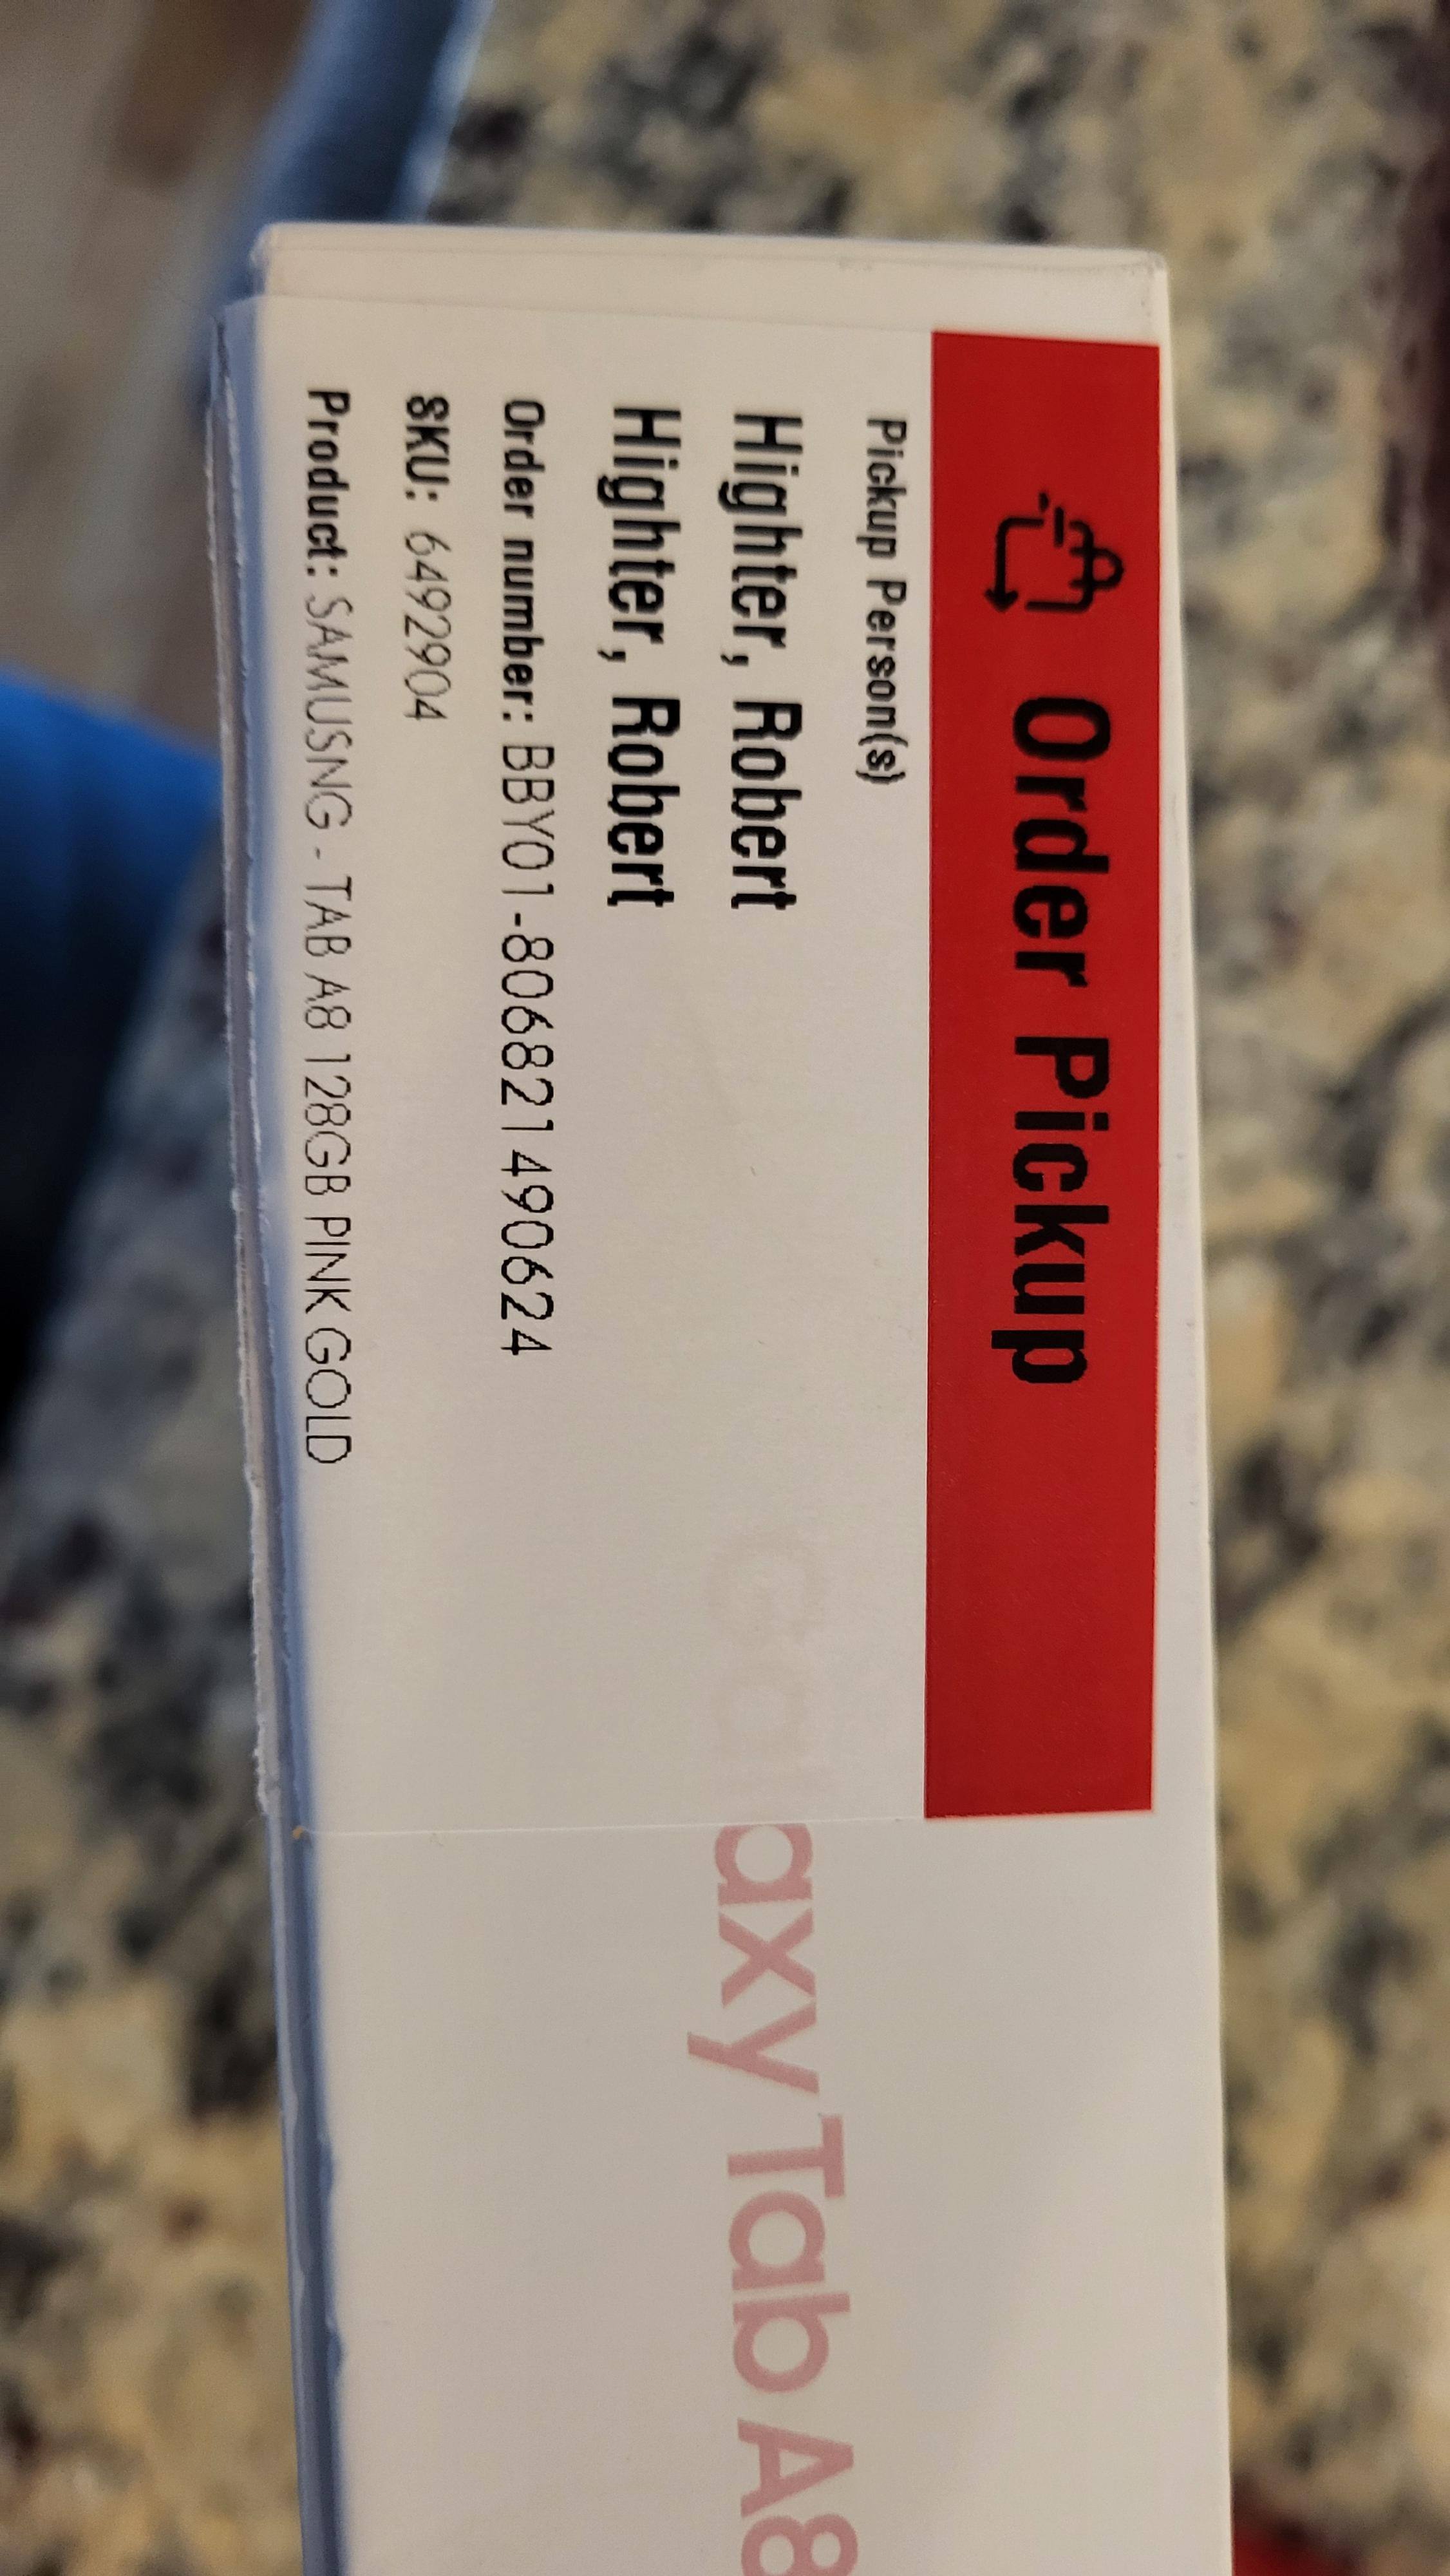 Order Pickup
Pickup Person(s)
Highter, Robert
Highter, Robert
Order number: BBY01-806821490624
SKU: 6492904
Product: SAMUSNG - TAB A8 128GB PINK GOLD
Galaxy Tab A8